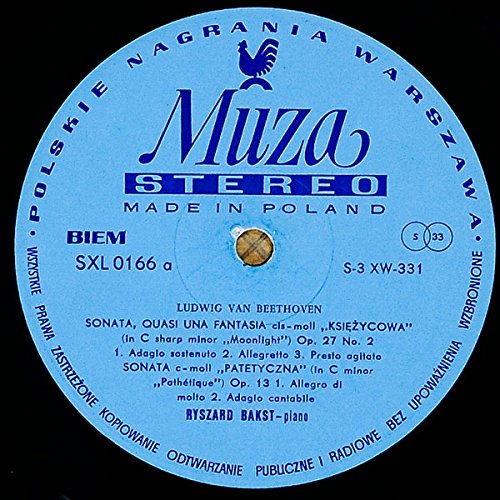 POLSKIE NAGRANIA WARSZAWA
Muza
STEREO
MADE IN POLAND
BIEM
S 33
SXL 0166 a
S-3 XW-331
LUDWIG VAN BEETHOVEN
SONATA, QUASI UNA FANTASIA cis-moll „KSIĘŻYCOWA"
(in C sharp minor „Moonlight") Op. 27 No. 2
1. Adagio sostenuto 2. Allegretto 3. Presto agitato
SONATA c-moll „PATETYCZNA" (in C minor
„Pathétique") Op. 13 1. Allegro di
molto 2. Adagio cantabile
RYSZARD BAKST-piano
WSZYSTKIE PRAWA ZASTRZEŻONE KOPIOWANIE ODTWARZANIE PUBLICZNE I RADIOWE BEZ UPOWAŻNIENIA WZBRONIONE